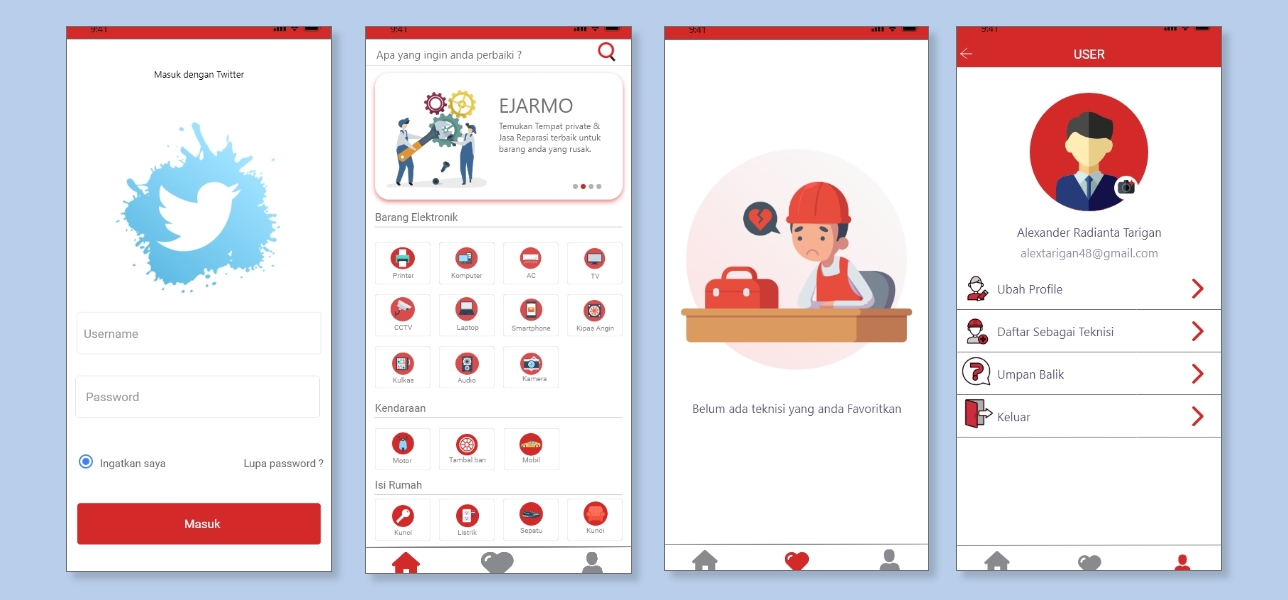 9:41
Masuk dengan Twitter
Username
Password
Ingatkan saya
Lupa password ?
Masuk
9:41
Apa yang ingin anda perbaiki ?
EJARMO
Temukan Tempat private &
Jasa Reparasi terbaik untuk
barang anda yang rusak.
Barang Elektronik
Printer
Komputer
AC
TV
CCTV
Laptop
Smartphone
Kipas Angin
Kulkas
Audio
Kamera
Kendaraan
Motor
Tambal ban
Mobil
Isi Rumah
Kunci
Listrik
Sepatu
Kunci
9:41
Belum ada teknisi yang anda Favoritkan
9:41
USER
Alexander Radianta Tarigan
alextarigan48@gmail.com
Ubah Profile
Daftar Sebagai Teknisi
Umpan Balik
Keluar